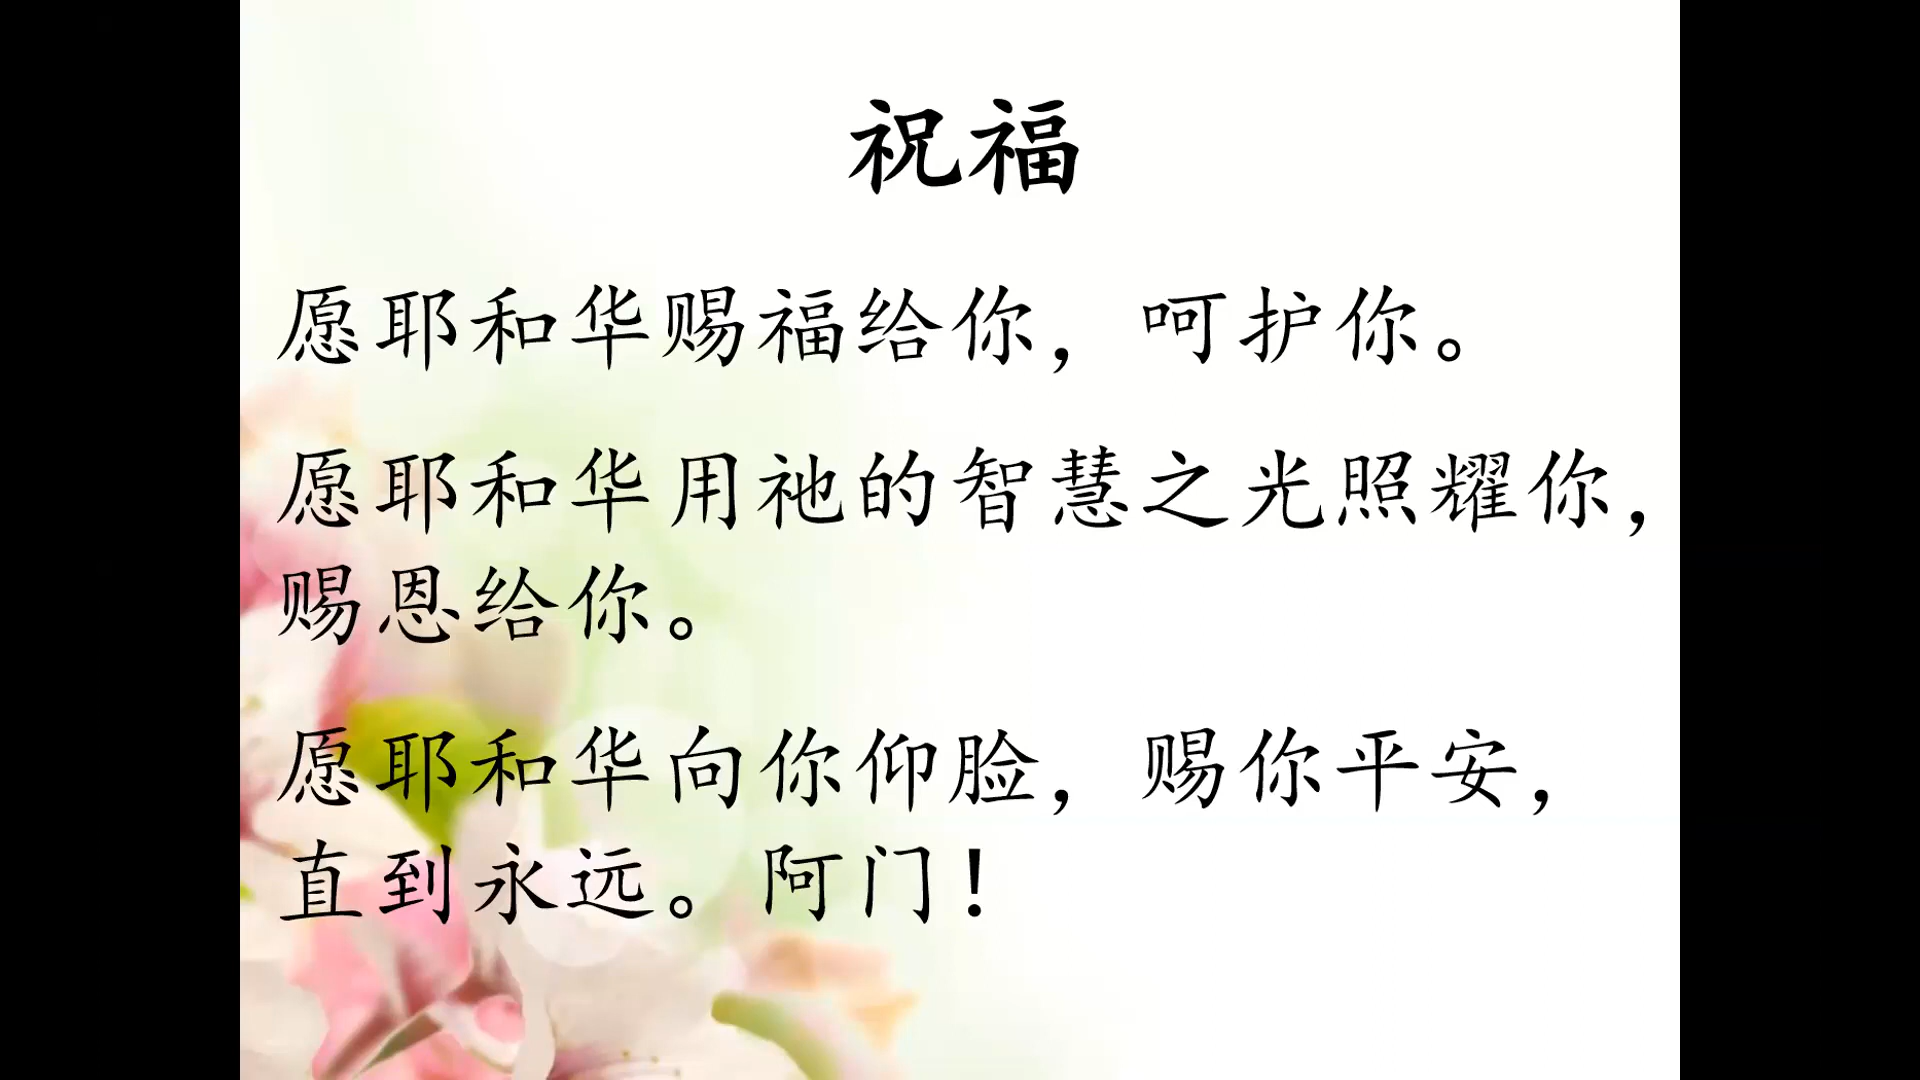 祝福
愿耶和华赐福给你，呵护你。
愿耶和华用祂的智慧之光照耀你，
赐恩给你。
愿耶和华向你仰脸，赐你平安，
直到永远。阿门！